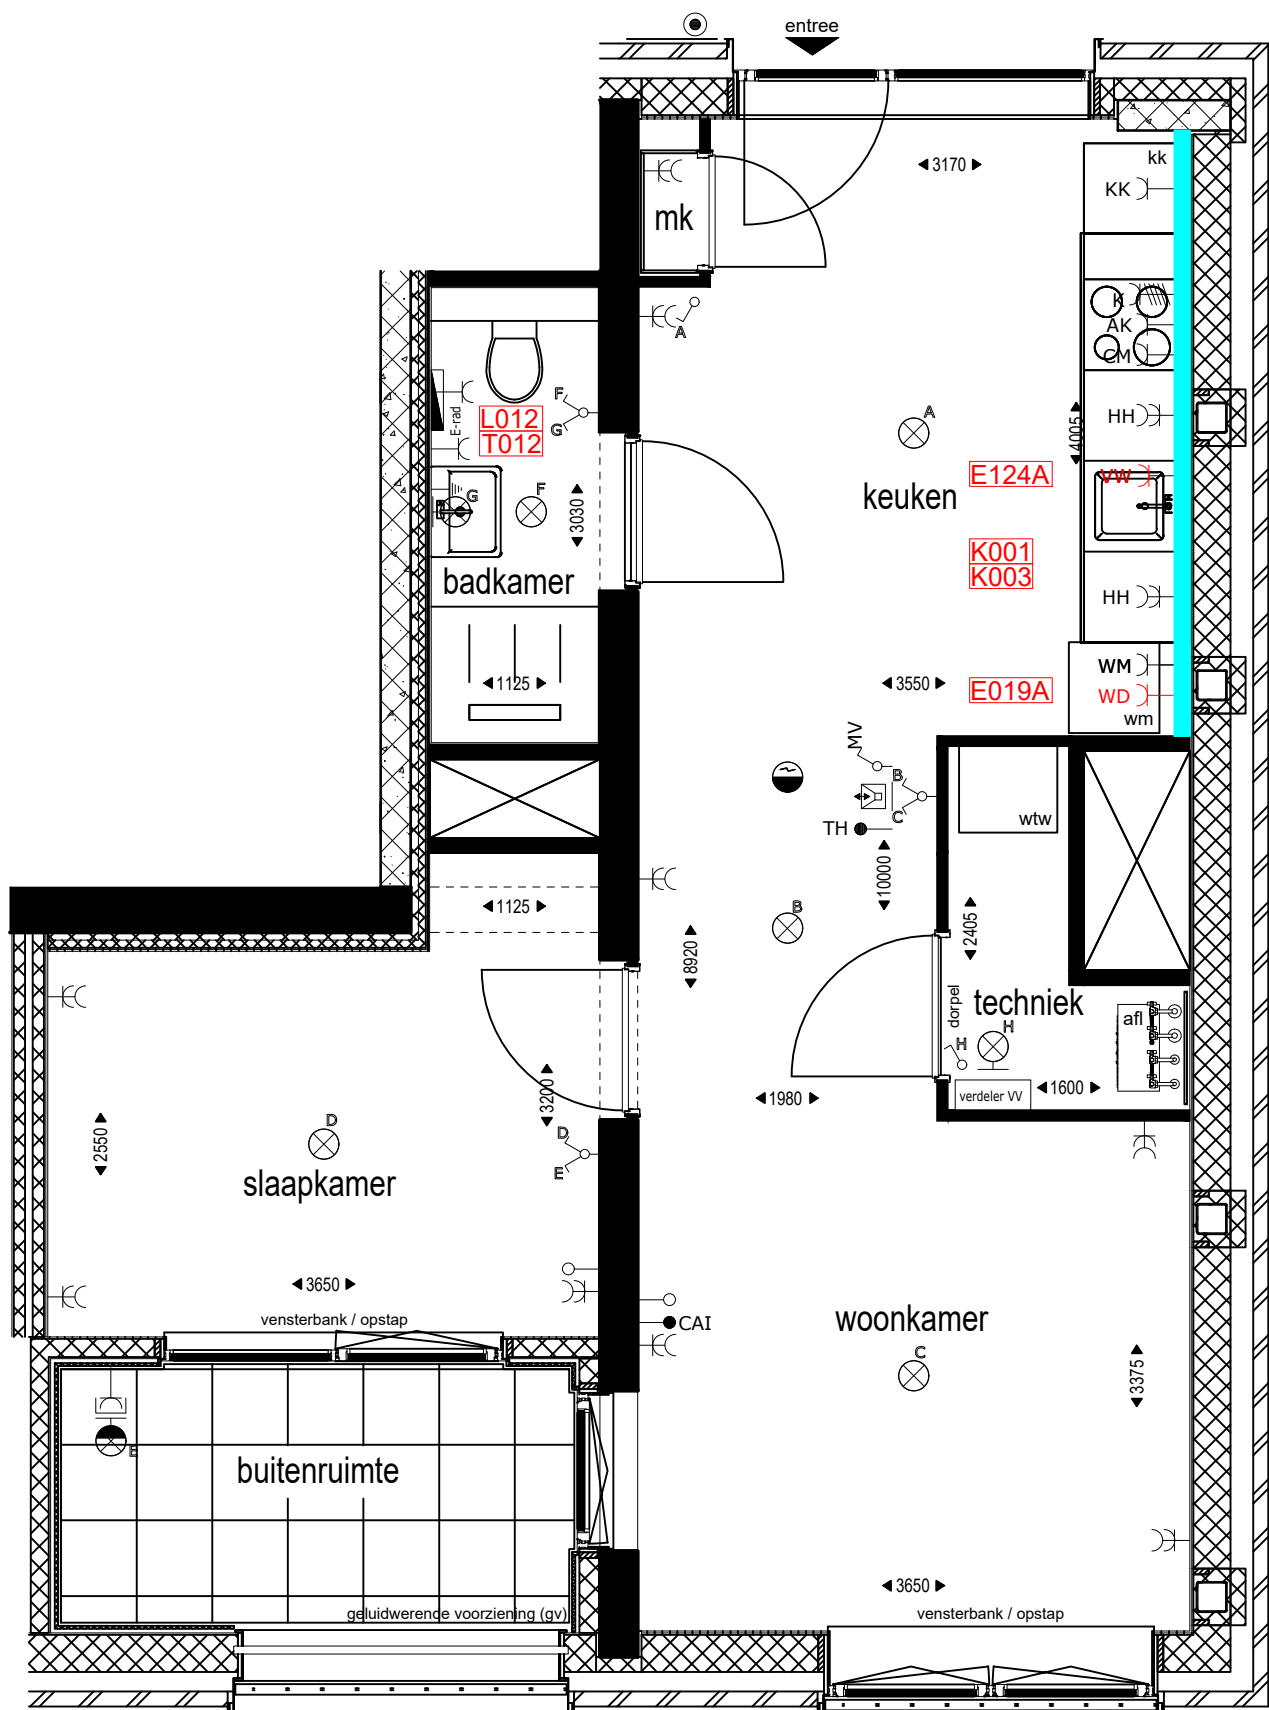 entree
3170
kk
KK
mk
A
K
AK
CM
F
G
E-rad
L012
T012
A
HH
4005
E124A
VW
keuken
G
F
3030
K001
K003
badkamer
HH
WM
1125
3550
E019A
WD
wm
MV
B
C
wtw
TH
10000
1125
B
2405
8920
techniek
dorpel
H
H
afl
3200
1980
verdeler VV
1600
2550
D
D
E
slaapkamer
3650
vensterbank / opstap
CAI
woonkamer
C
3375
E
buitenruimte
3650
geluidwerende voorziening (gv)
vensterbank / opstap